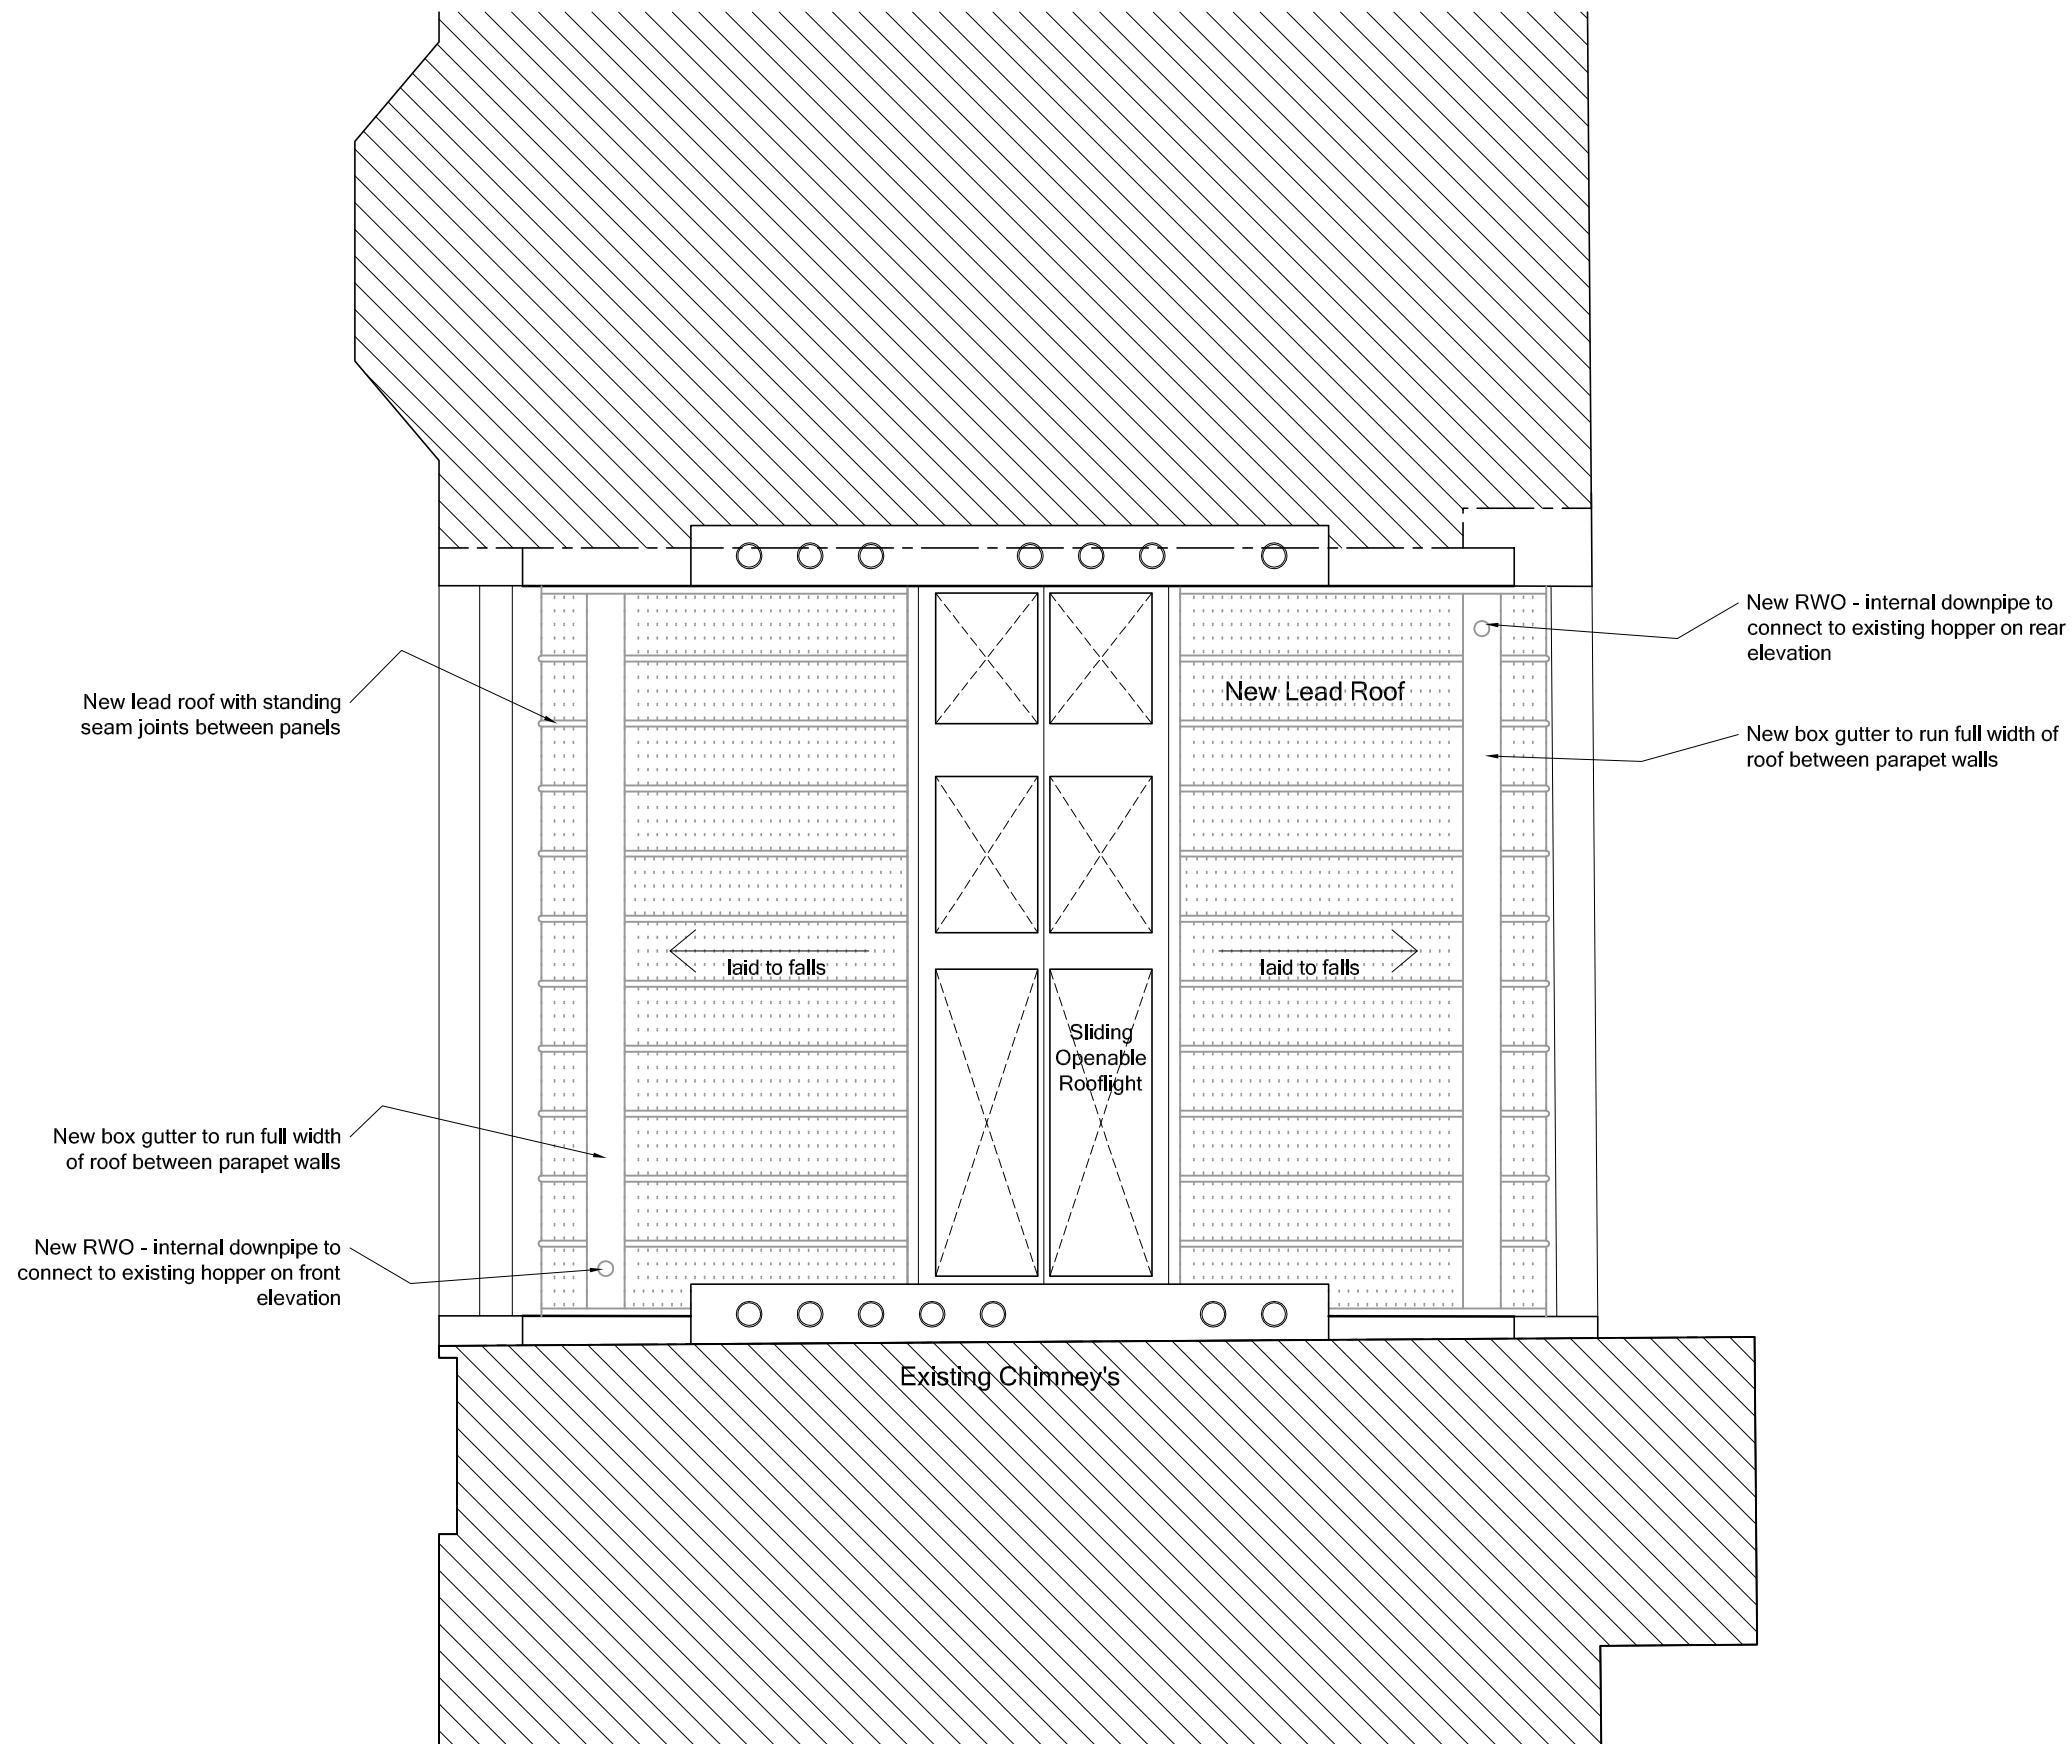 New RWO - internal downpipe to
connect to existing hopper on rear
elevation
New Lead Roof
New lead roof with standing
seam joints between panels
New box gutter to run full width of
roof between parapet walls
laid to falls
laid to falls
Sliding
Openable
Rooflight
New box gutter to run full width
of roof between parapet walls
New RWO - internal downpipe to
connect to existing hopper on front
elevation
Existing Chimney's